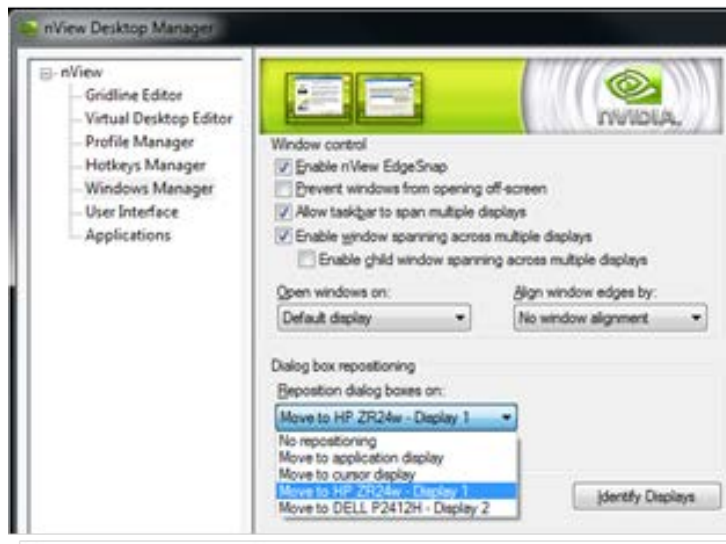 nView Desktop Manager
nView
Gridline Editor
Virtual Desktop Editor
Profile Manager
Hotkeys Manager
Windows Manager
User Interface
Applications
NVIDIA.
Window control
Enable nView EdgeSnap
Prevent windows from opening off-screen
Allow taskbar to span multiple displays
Enable window spanning across multiple displays
Enable child window spanning across multiple displays
Open windows on:
Align window edges by:
Default display
No window alignment
Dialog box repositioning
Reposition dialog boxes on:
Move to HP ZR24w - Display 1
No repositioning
Move to application display
Move to cursor display
Move to HP ZR24w - Display 1
Move to DELL P2412H - Display 2
Identify Displays